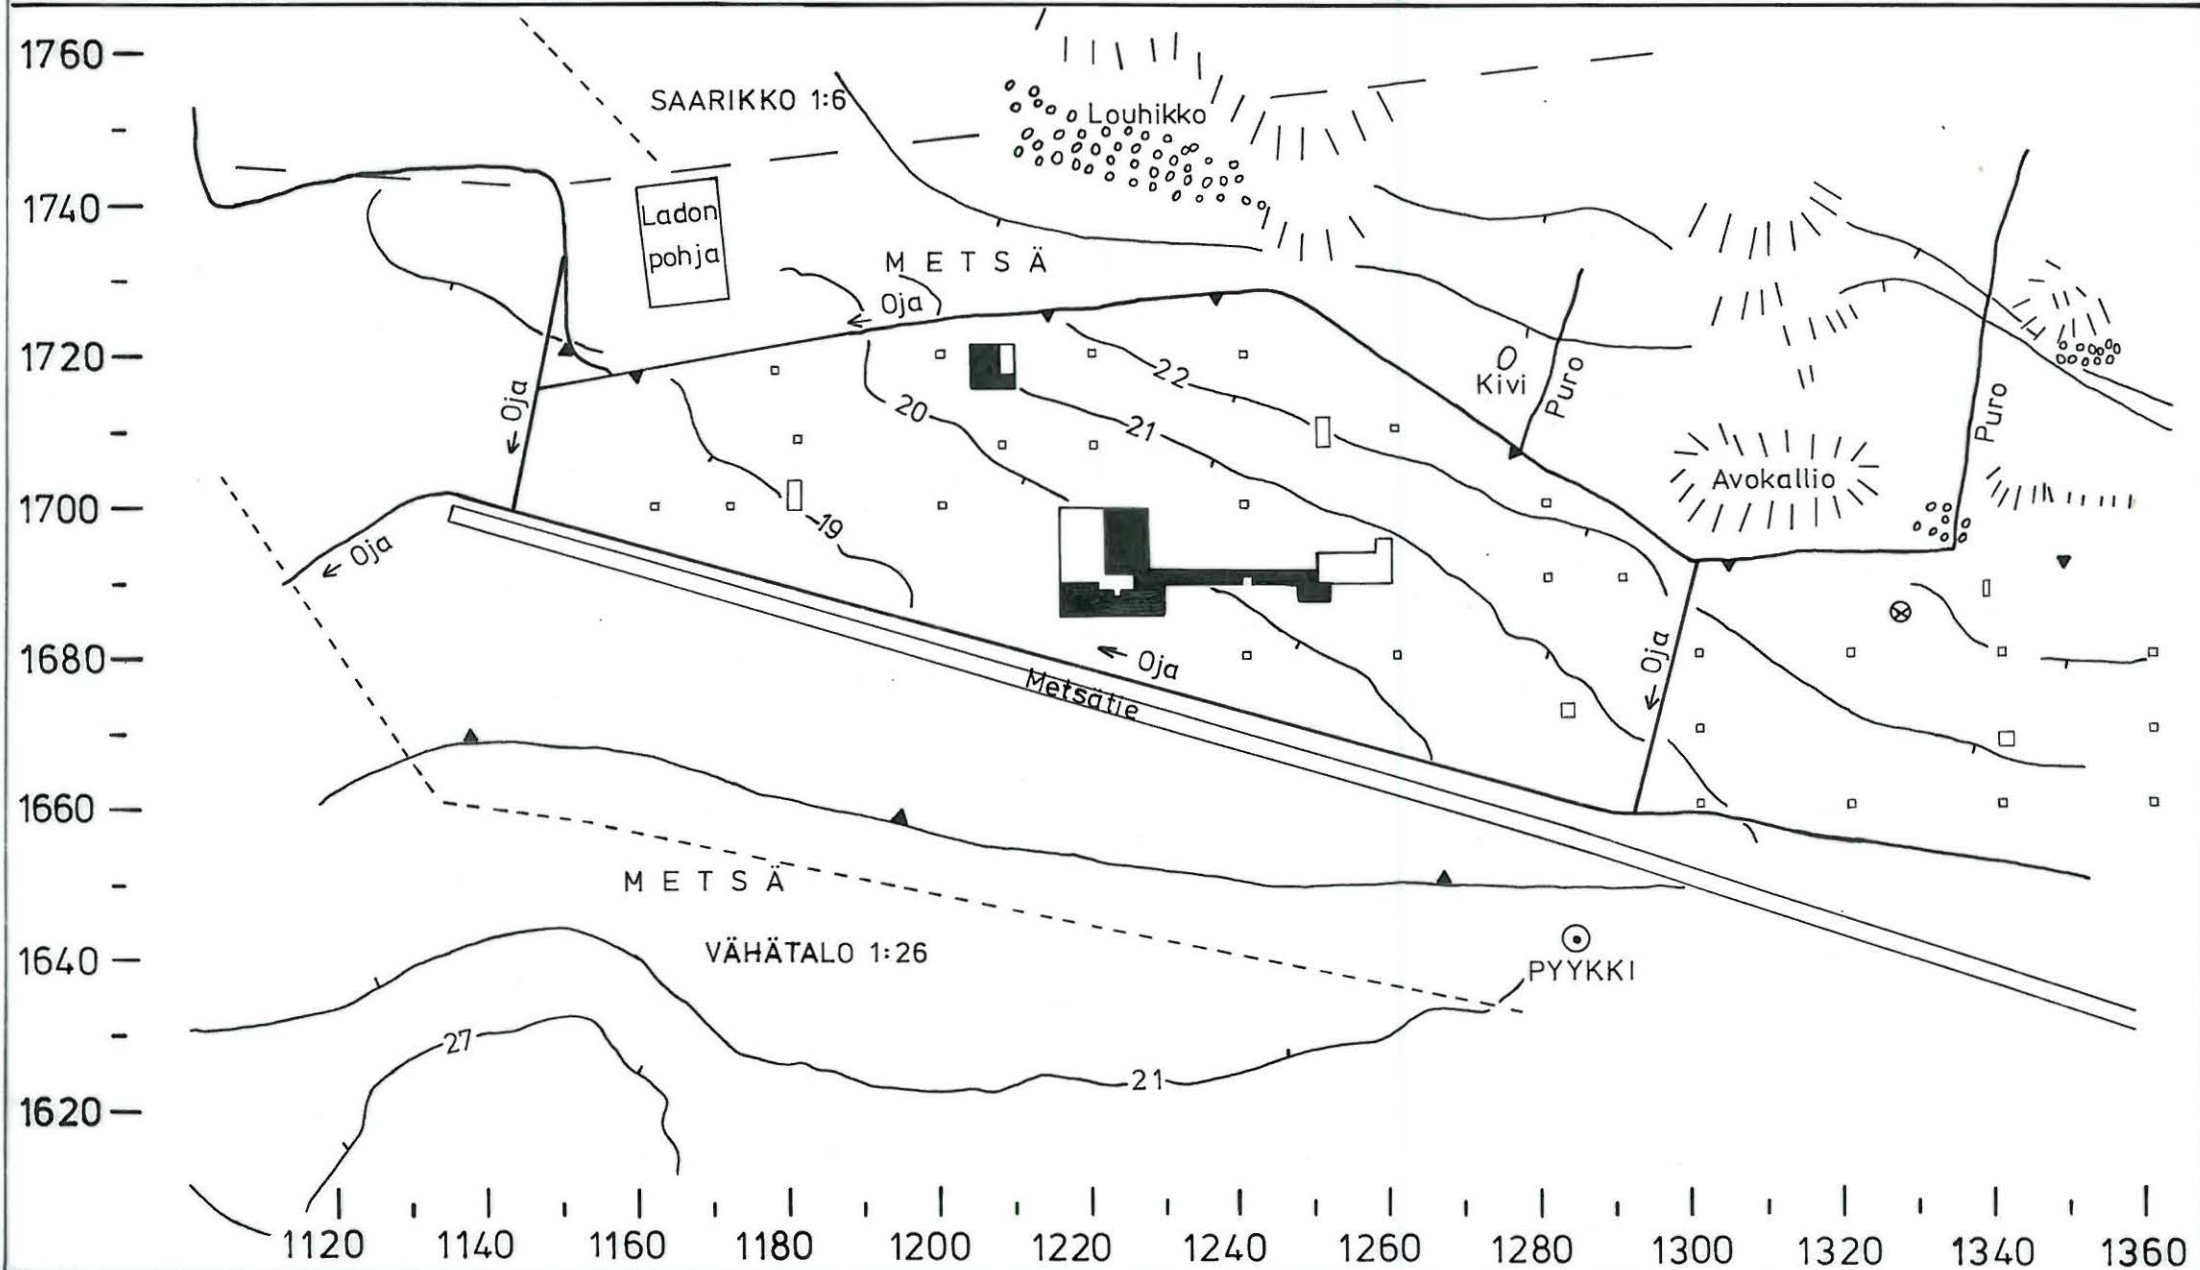 1760
SAARIKKO 1:6
Louhikko
1740
Ladon
pohja
METSÄ
Oja
1720
22
Kivi
Puro
Oja
20
21
Puro
Avokallio
1700
19
Oja
1680
Oja
Oja
Metsätie
1660
METSÄ
1640
VÄHÄTALO 1:26
PYYKKI
27
21
1620
1120 1140 1160 1180 1200 1220 1240 1260 1280 1300 1320 1340 1360